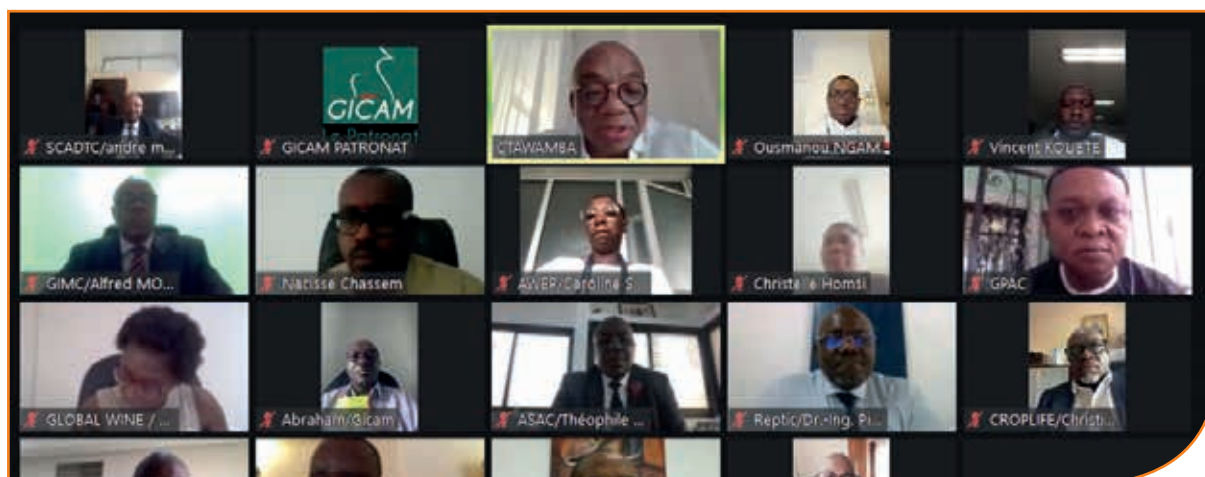 GICAM
Le Patronat
SCADTC/andre m...
GICAM PATRONAT
CTAWAMBA
Ousmanou NGAM
Vincent KOUETE
GIMC/Alfred MO...
Narcisse Chassem
AWEP/Caroline S
Christelle Homsi
GPAC
GLOBAL WINE / ...
Abraham/Gicam
ASAC/Théophile ...
Reptic/Dr.-Ing. Pi...
CROPLIFE/Christi...